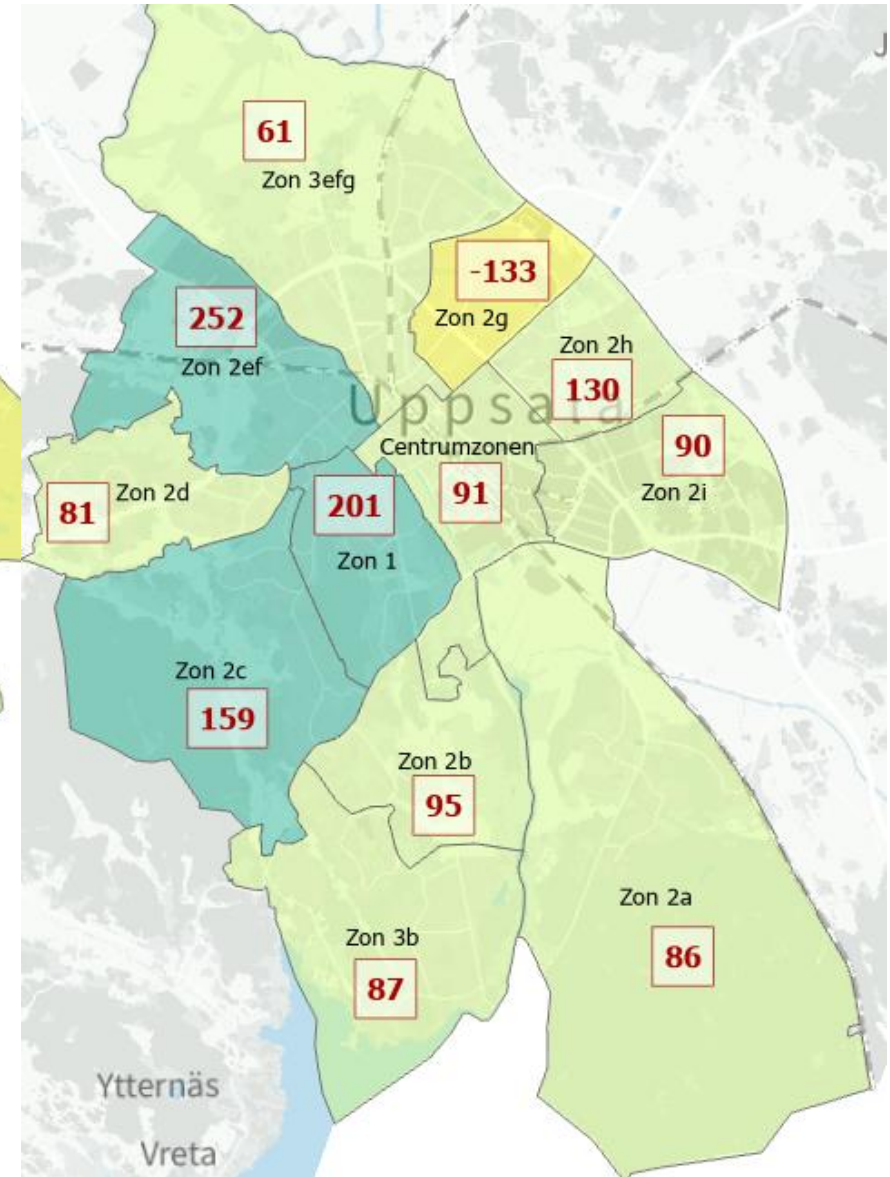 J
61
Zon 3efg
-133
Zon 2g
252
Zon 2ef
Zon 2h
130
Uppsala
Centrumzonen
91
90
Zon 2i
81
Zon 2d
201
Zon 1
Zon 2c
159
Zon 2b
95
Zon 2a
86
Zon 3b
87
Ytternäs
Vreta